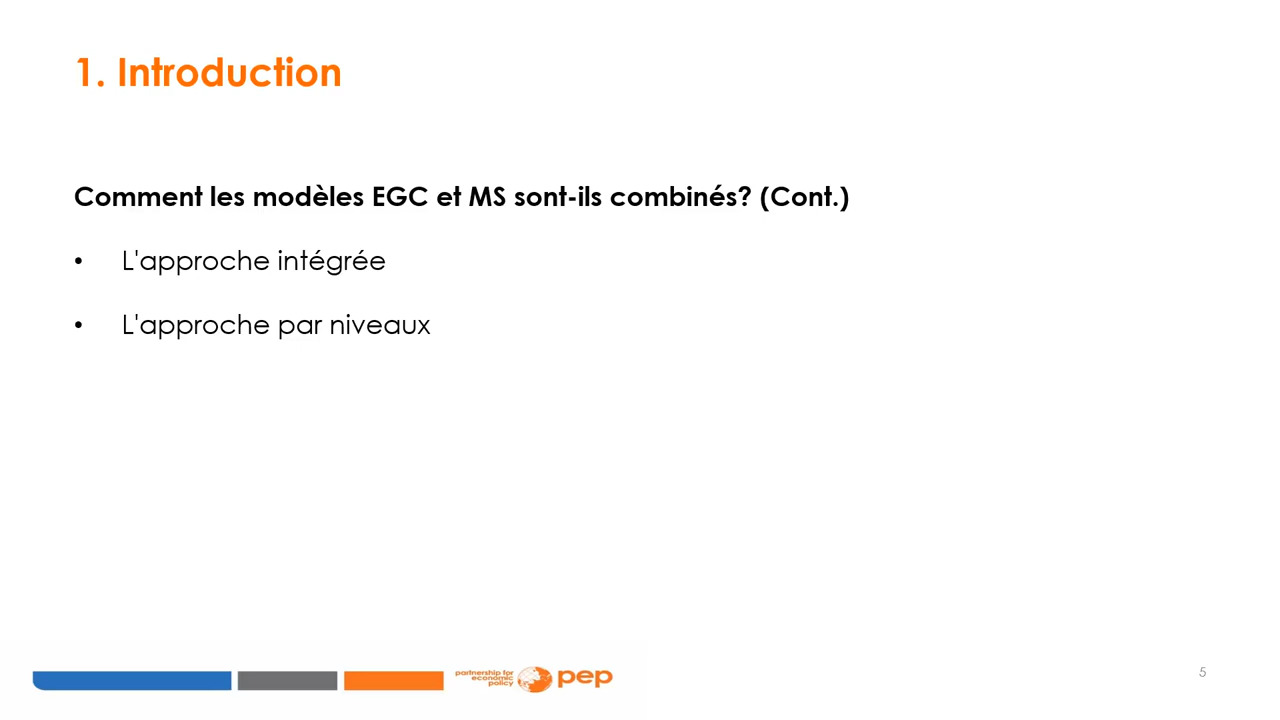 1. Introduction
Comment les modèles EGC et MS sont-ils combinés? (Cont.)
• L'approche intégrée
• L'approche par niveaux
partnership for
economic
policy
pep
5